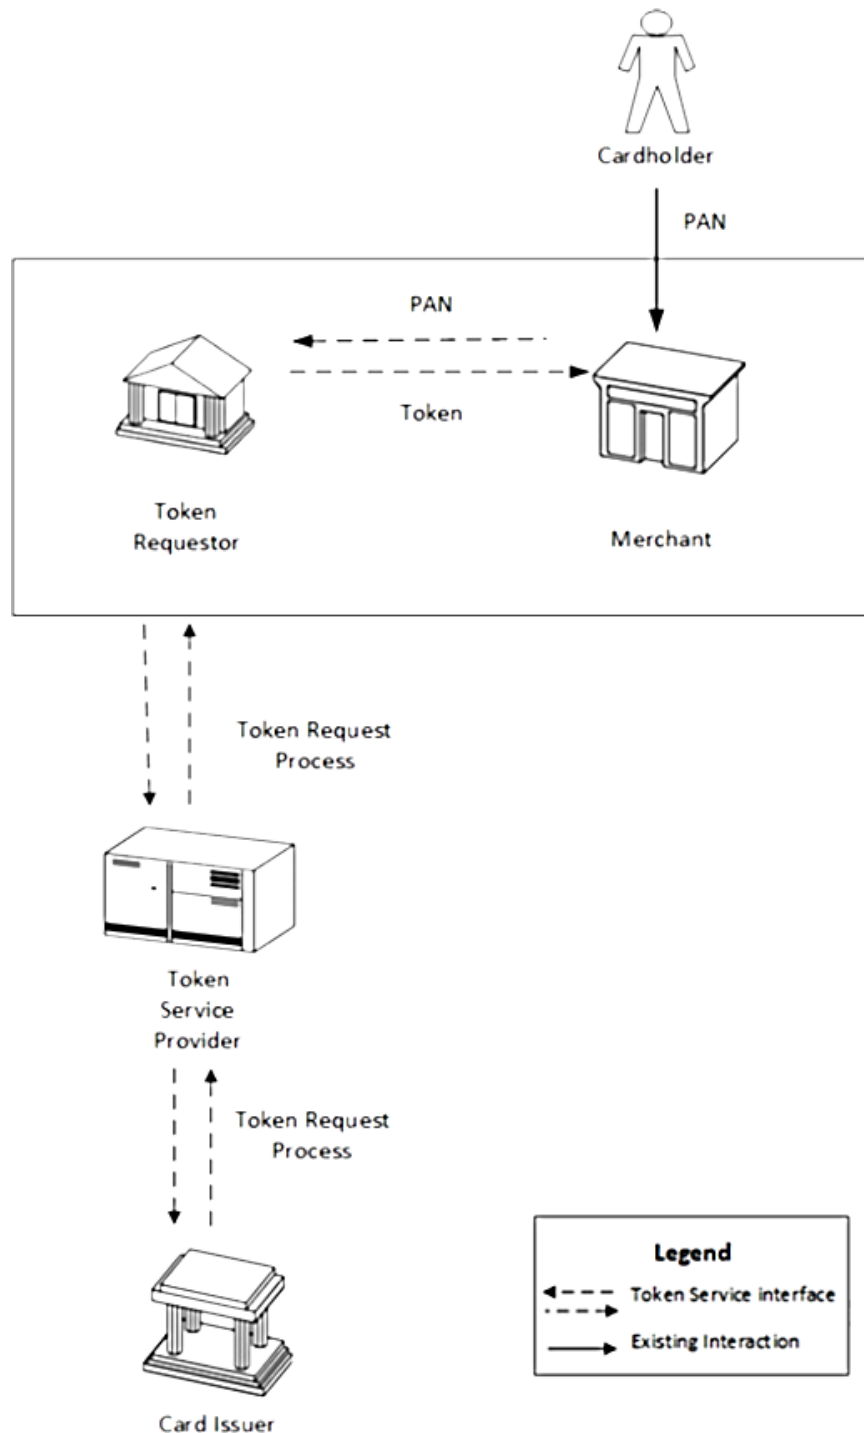 Cardholder
PAN
PAN
Token
Token
Requestor
Merchant
Token Request
Process
Token
Service
Provider
Token Request
Process
Legend
Token Service interface
Existing Interaction
Card Issuer